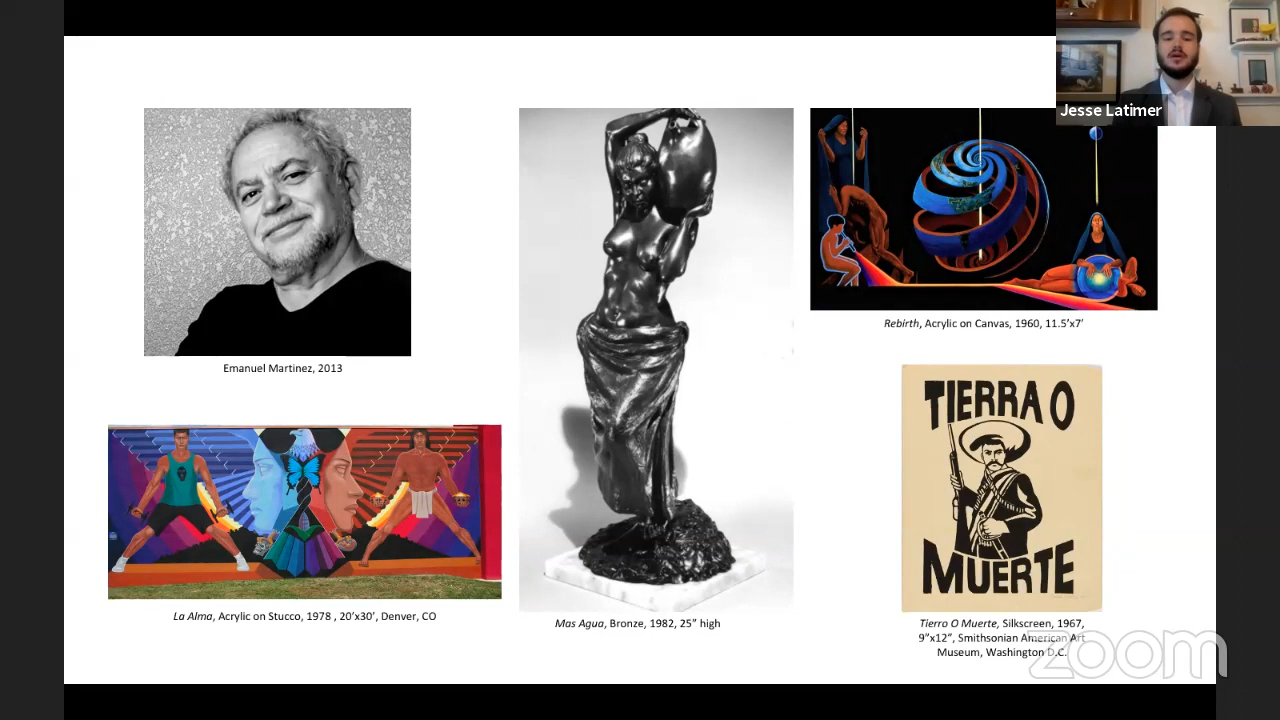 Jesse Latimer
Emanuel Martinez, 2013
La Alma, Acrylic on Stucco, 1978 , 20’x30’, Denver, CO
Mas Agua, Bronze, 1982, 25” high
Rebirth, Acrylic on Canvas, 1960, 11.5’x7’
TIERRA O
MUERTE
Tierro O Muerte, Silkscreen, 1967,
9”x12”, Smithsonian American Art
Museum, Washington D.C.
zoom